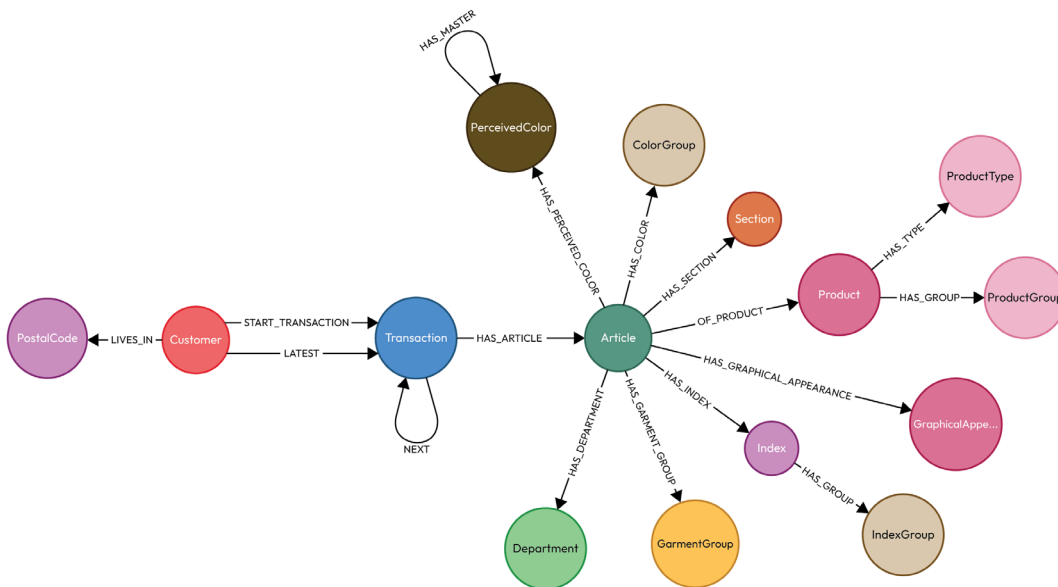 HAS_MASTER
PerceivedColor
ColorGroup
ProductType
Section
HAS_PERCEIVED_COLOR
HAS_COLOR
HAS_SECTION
HAS_TYPE
Product
HAS_GROUP
ProductGroup
OF_PRODUCT
PostalCode
LIVES_IN
Customer
START_TRANSACTION
LATEST
Transaction
HAS_ARTICLE
Article
NEXT
HAS_GRAPHICAL_APPEARANCE
GraphicalAppe...
HAS_INDEX
Index
HAS_GROUP
IndexGroup
HAS_DEPARTMENT
HAS_GARMENT_GROUP
Department
GarmentGroup